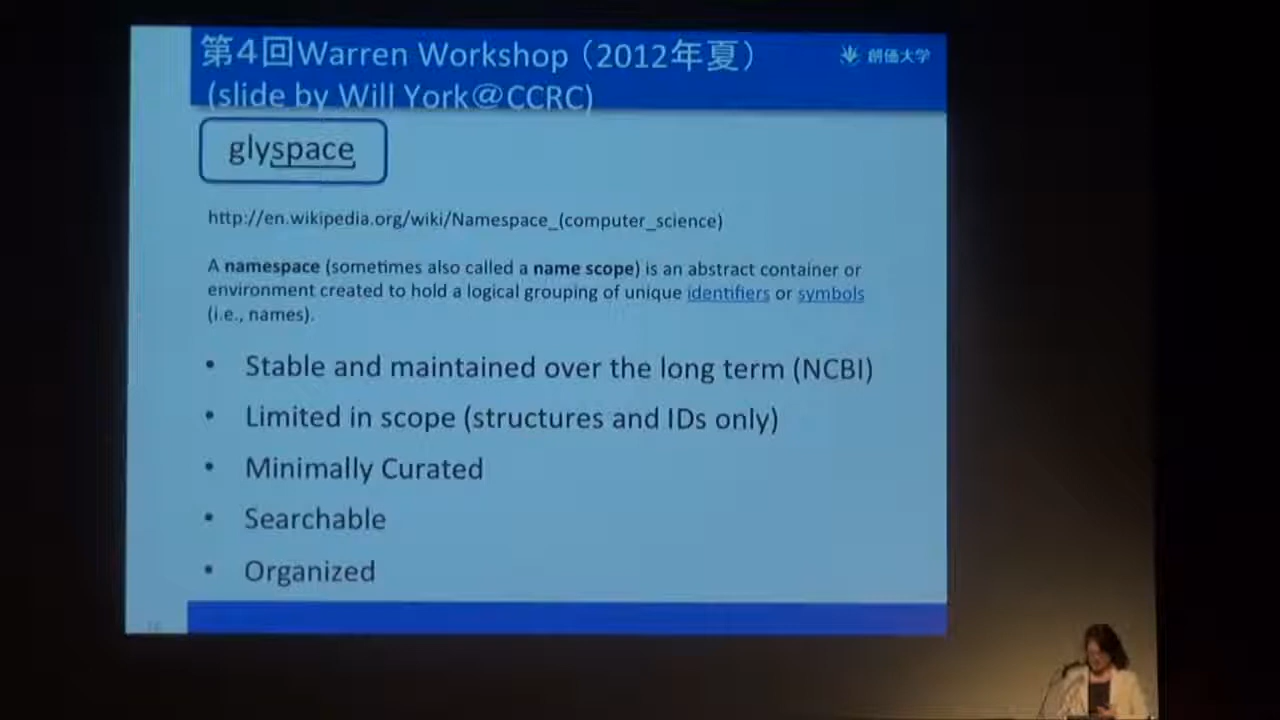 第4回Warren Workshop（2012年夏）
創価大学
(slide by Will York＠CCRC)
glyspace
http://en.wikipedia.org/wiki/Namespace_(computer_science)
A namespace (sometimes also called a name scope) is an abstract container or
environment created to hold a logical grouping of unique identifiers or symbols
(i.e., names).
• Stable and maintained over the long term (NCBI)
• Limited in scope (structures and IDs only)
• Minimally Curated
• Searchable
• Organized